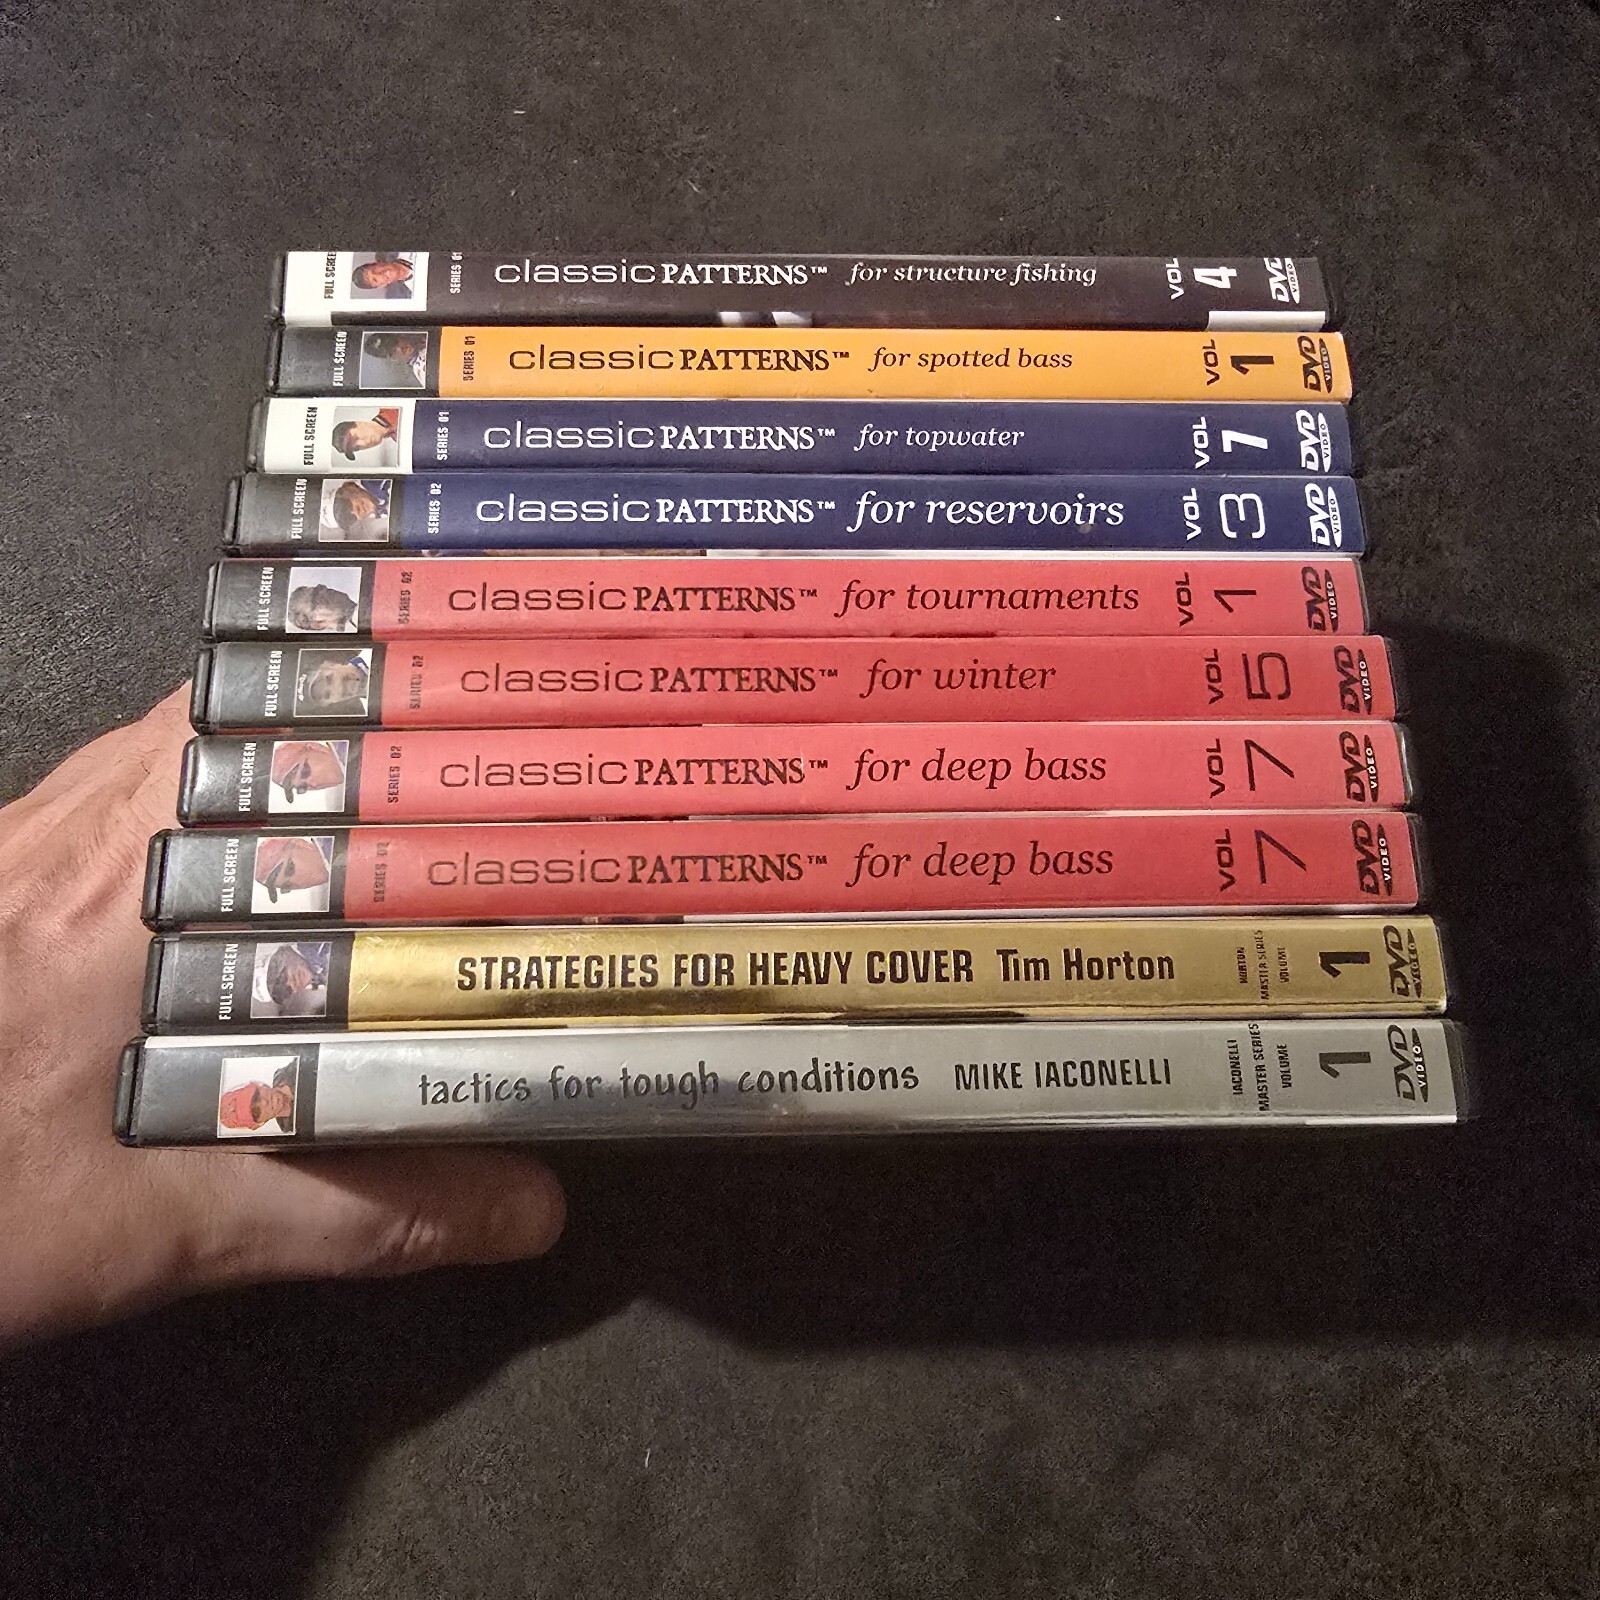 FULL SCREEN SERIES 01 classic PATTERNS™ for structure fishing VOL 4 DVD VIDEO
FULL SCREEN SERIES 01 classic PATTERNS™ for spotted bass VOL 1 DVD VIDEO
FULL SCREEN SERIES 01 classic PATTERNS™ for topwater VOL 7 DVD VIDEO
FULL SCREEN SERIES 02 classic PATTERNS™ for reservoirs VOL 3 DVD VIDEO
FULL SCREEN SERIES 02 classic PATTERNS™ for tournaments VOL 1 DVD VIDEO
FULL SCREEN SERIES 02 classic PATTERNS™ for winter VOL 5 DVD VIDEO
FULL SCREEN SERIES 02 classic PATTERNS™ for deep bass VOL 7 DVD VIDEO
FULL SCREEN SERIES 02 classic PATTERNS™ for deep bass VOL 7 DVD VIDEO
FULL SCREEN STRATEGIES FOR HEAVY COVER Tim Horton HORTON MASTER SERIES VOLUME 1 DVD VIDEO
tactics for tough conditions MIKE IACONELLI IACONELLI MASTER SERIES VOLUME 1 DVD VIDEO